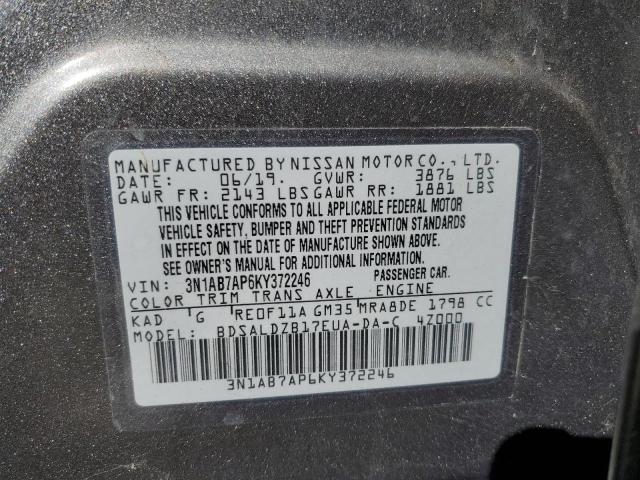 MANUFACTURED BY NISSAN MOTOR CO., LTD.
DATE: 06/19. GVWR: 3876 LBS
GAWR FR: 2143 LBS GAWR RR: 1881 LBS
THIS VEHICLE CONFORMS TO ALL APPLICABLE FEDERAL MOTOR
VEHICLE SAFETY, BUMPER AND THEFT PREVENTION STANDARDS
IN EFFECT ON THE DATE OF MANUFACTURE SHOWN ABOVE.
SEE OWNER'S MANUAL FOR ADDITIONAL INFORMATION.
VIN: 3N1AB7AP6KY372246 PASSENGER CAR.
COLOR TRIM TRANS AXLE ENGINE
KAD G RE0F11A GM35 MRA8DE 1798 CC
MODEL: BDSALDZB17EUA-DA-C 4Z000
3N1AB7AP6KY372246